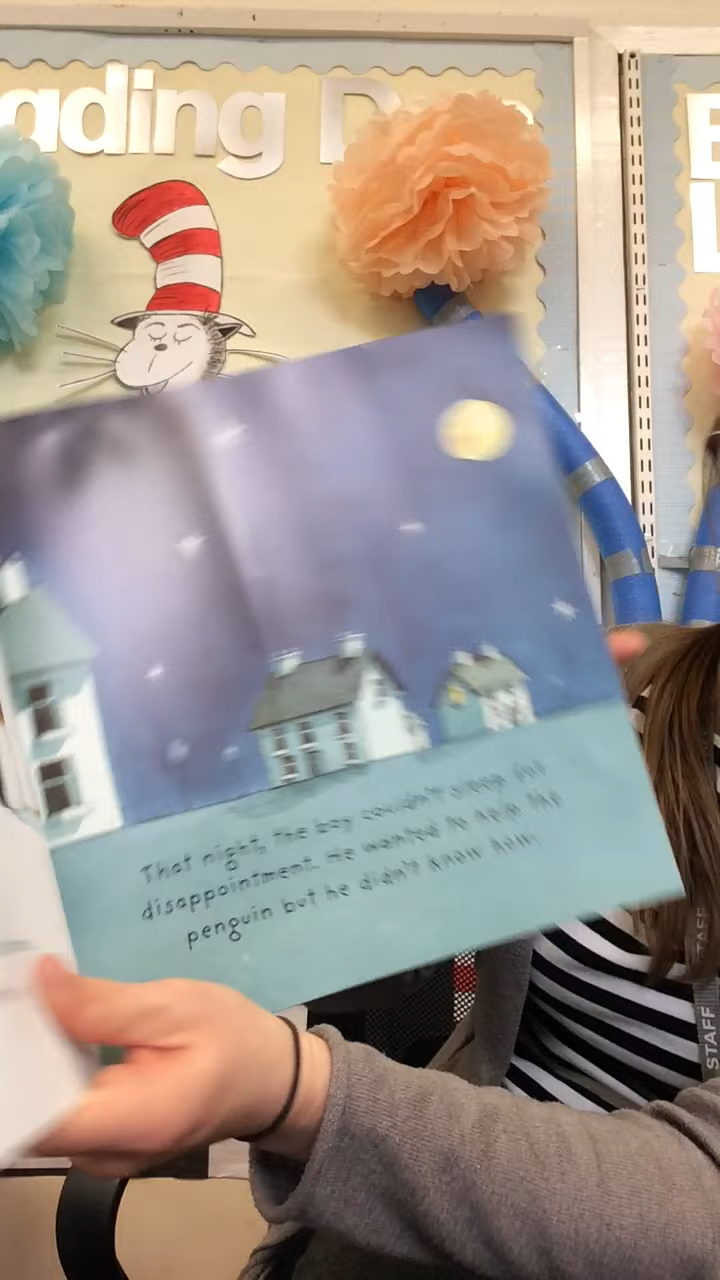 ading D
That night, the boy couldn't sleep for
disappointment. He wanted to help the
penguin but he didn't know how.
STAFF
STAFF